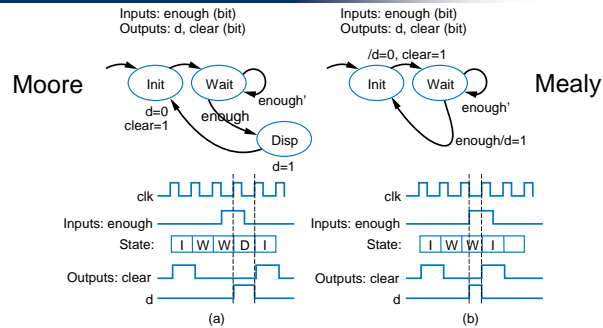 Inputs: enough (bit)
Outputs: d, clear (bit)
Moore
Init
Wait
enough'
d=0
clear=1
enough
Disp
d=1
clk
Inputs: enough
State: I W W D I
Outputs: clear
d
(a)
Inputs: enough (bit)
Outputs: d, clear (bit)
/d=0, clear=1
Mealy
Init
Wait
enough'
enough/d=1
clk
Inputs: enough
State: I W W I
Outputs: clear
d
(b)